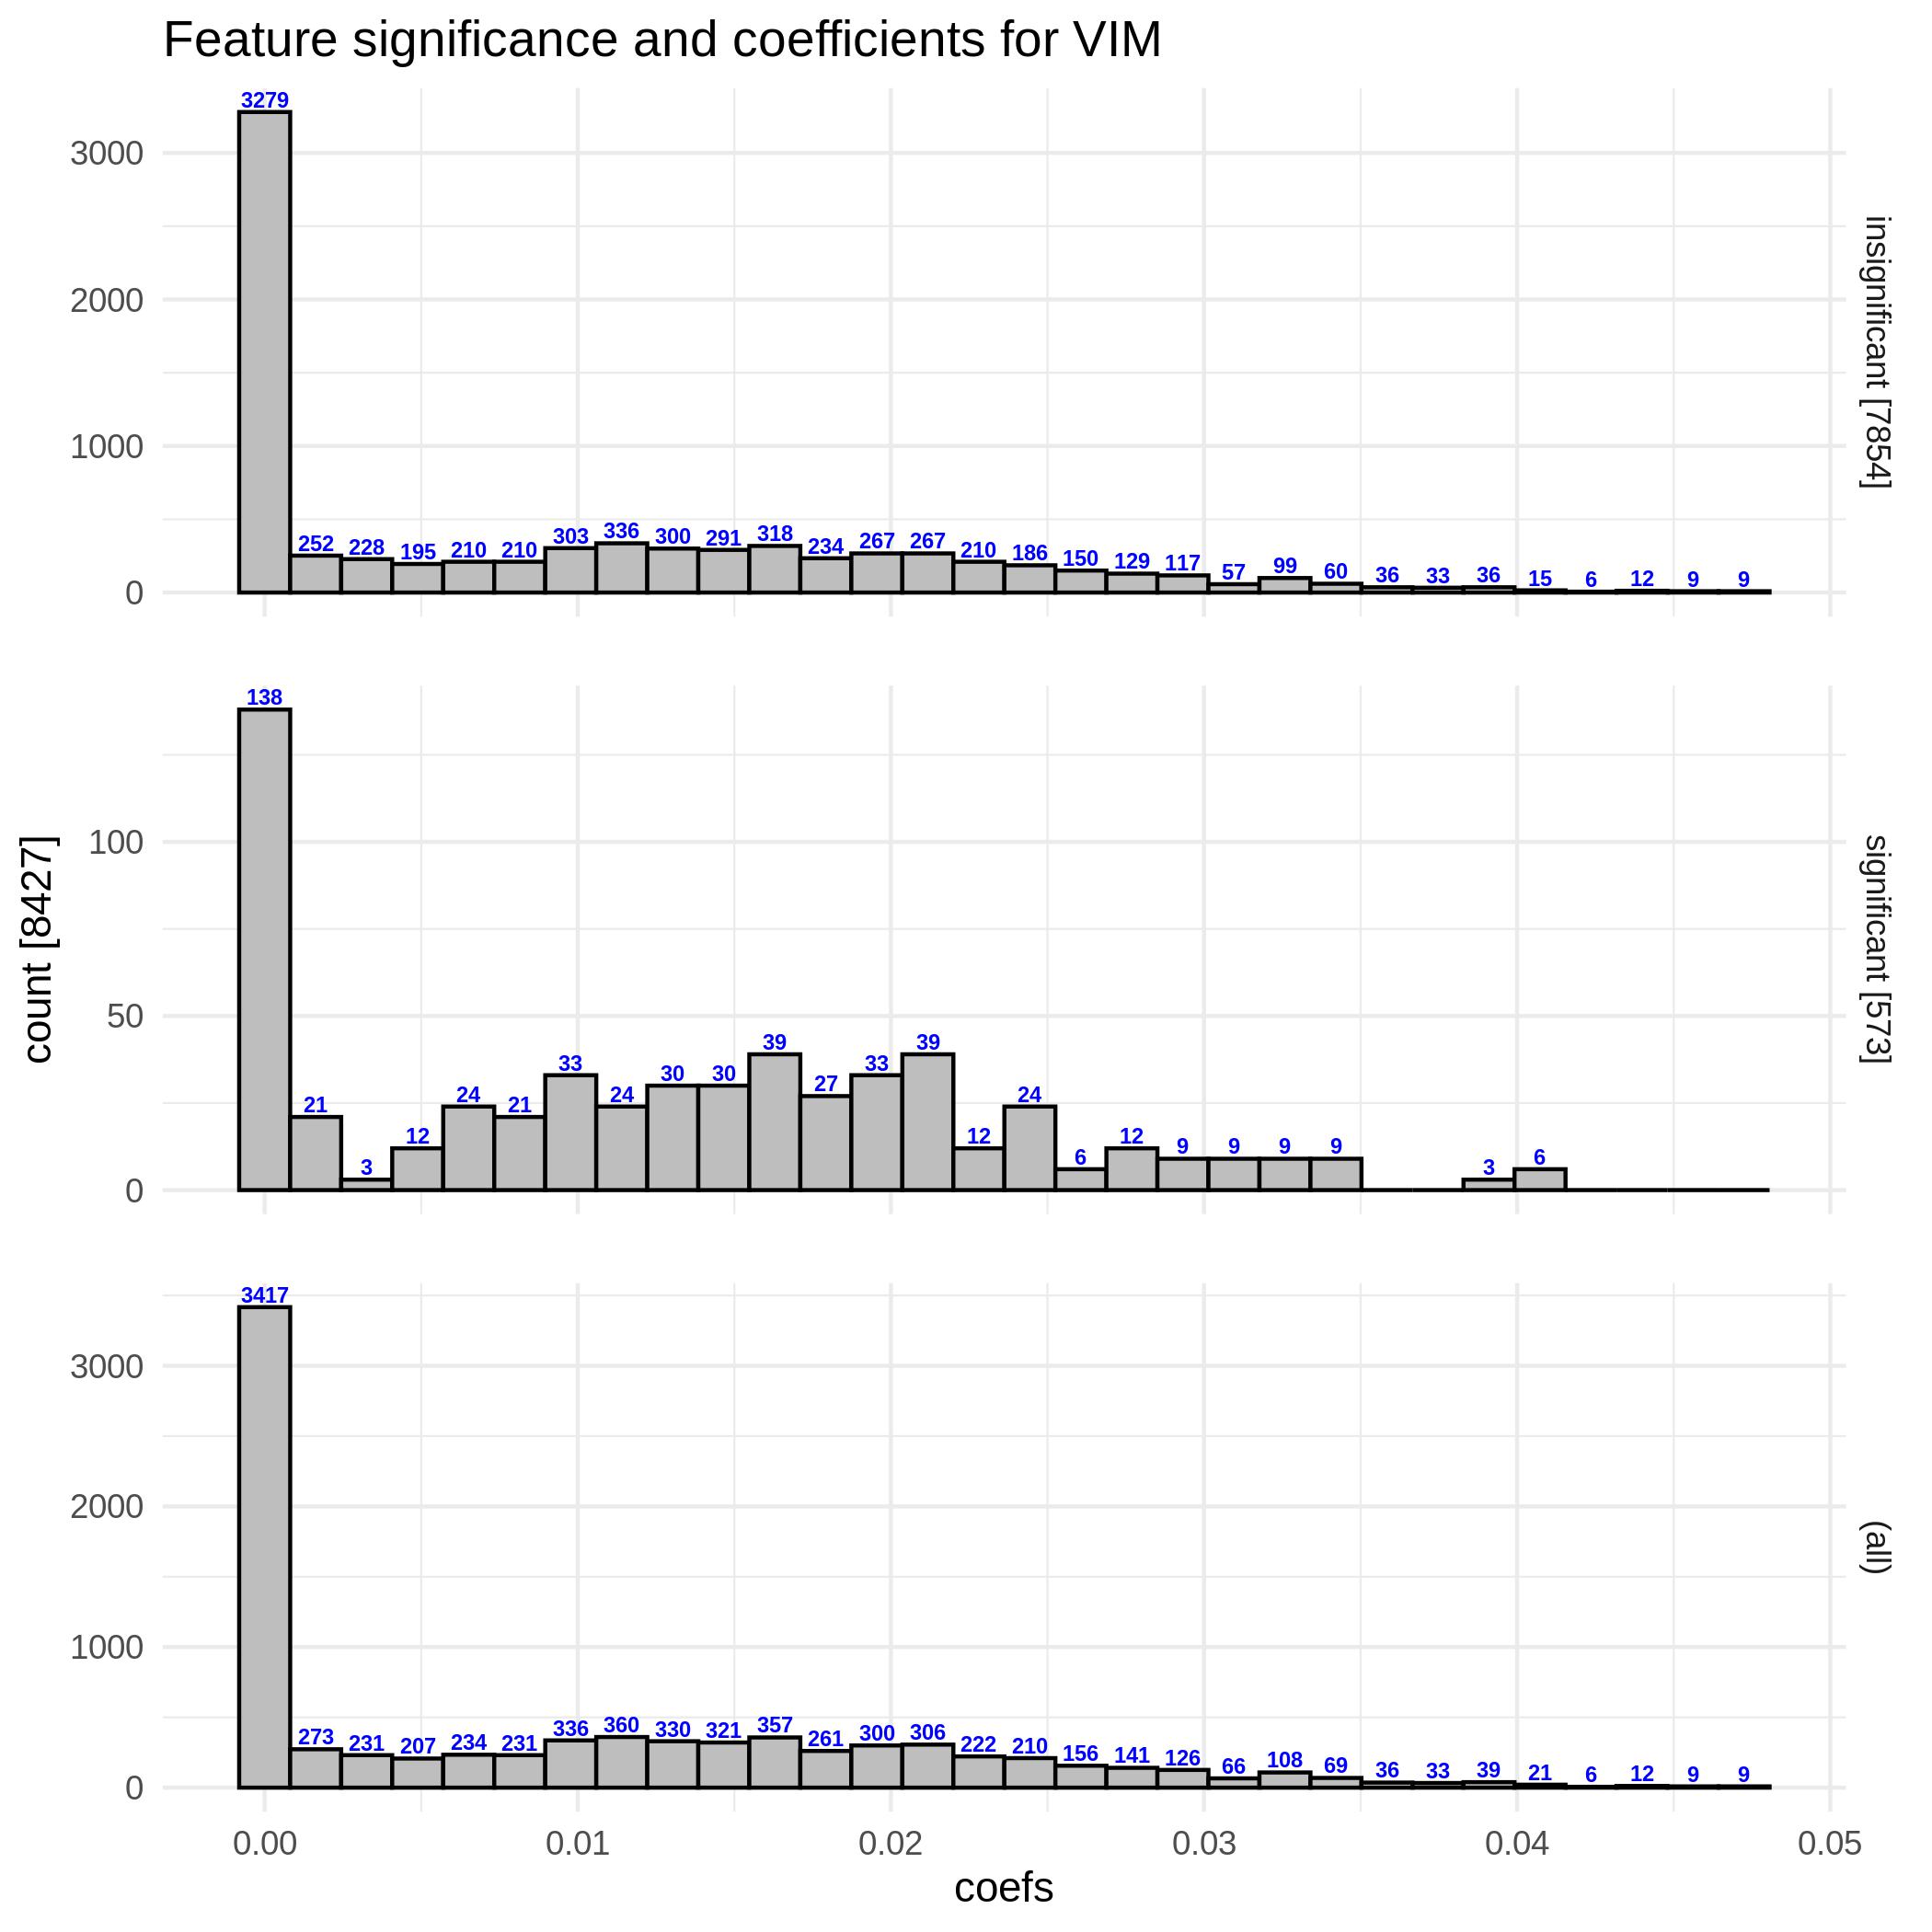 Feature significance and coefficients for VIM
3279
3000
2000
1000
0
252 228 195 210 210 303 336 300 291 318 234 267 267 210 186 150 129 117 57 99 60 36 33 36 15 6 12 9 9
insignificant [7854]
138
100
50
0
21 3 12 24 21 33 24 30 30 39 27 33 39 12 24 6 12 9 9 9 9 3 6
significant [573]
count [8427]
3417
3000
2000
1000
0
273 231 207 234 231 336 360 330 321 357 261 300 306 222 210 156 141 126 66 108 69 36 33 39 21 6 12 9 9
(all)
0.00 0.01 0.02 0.03 0.04 0.05
coefs